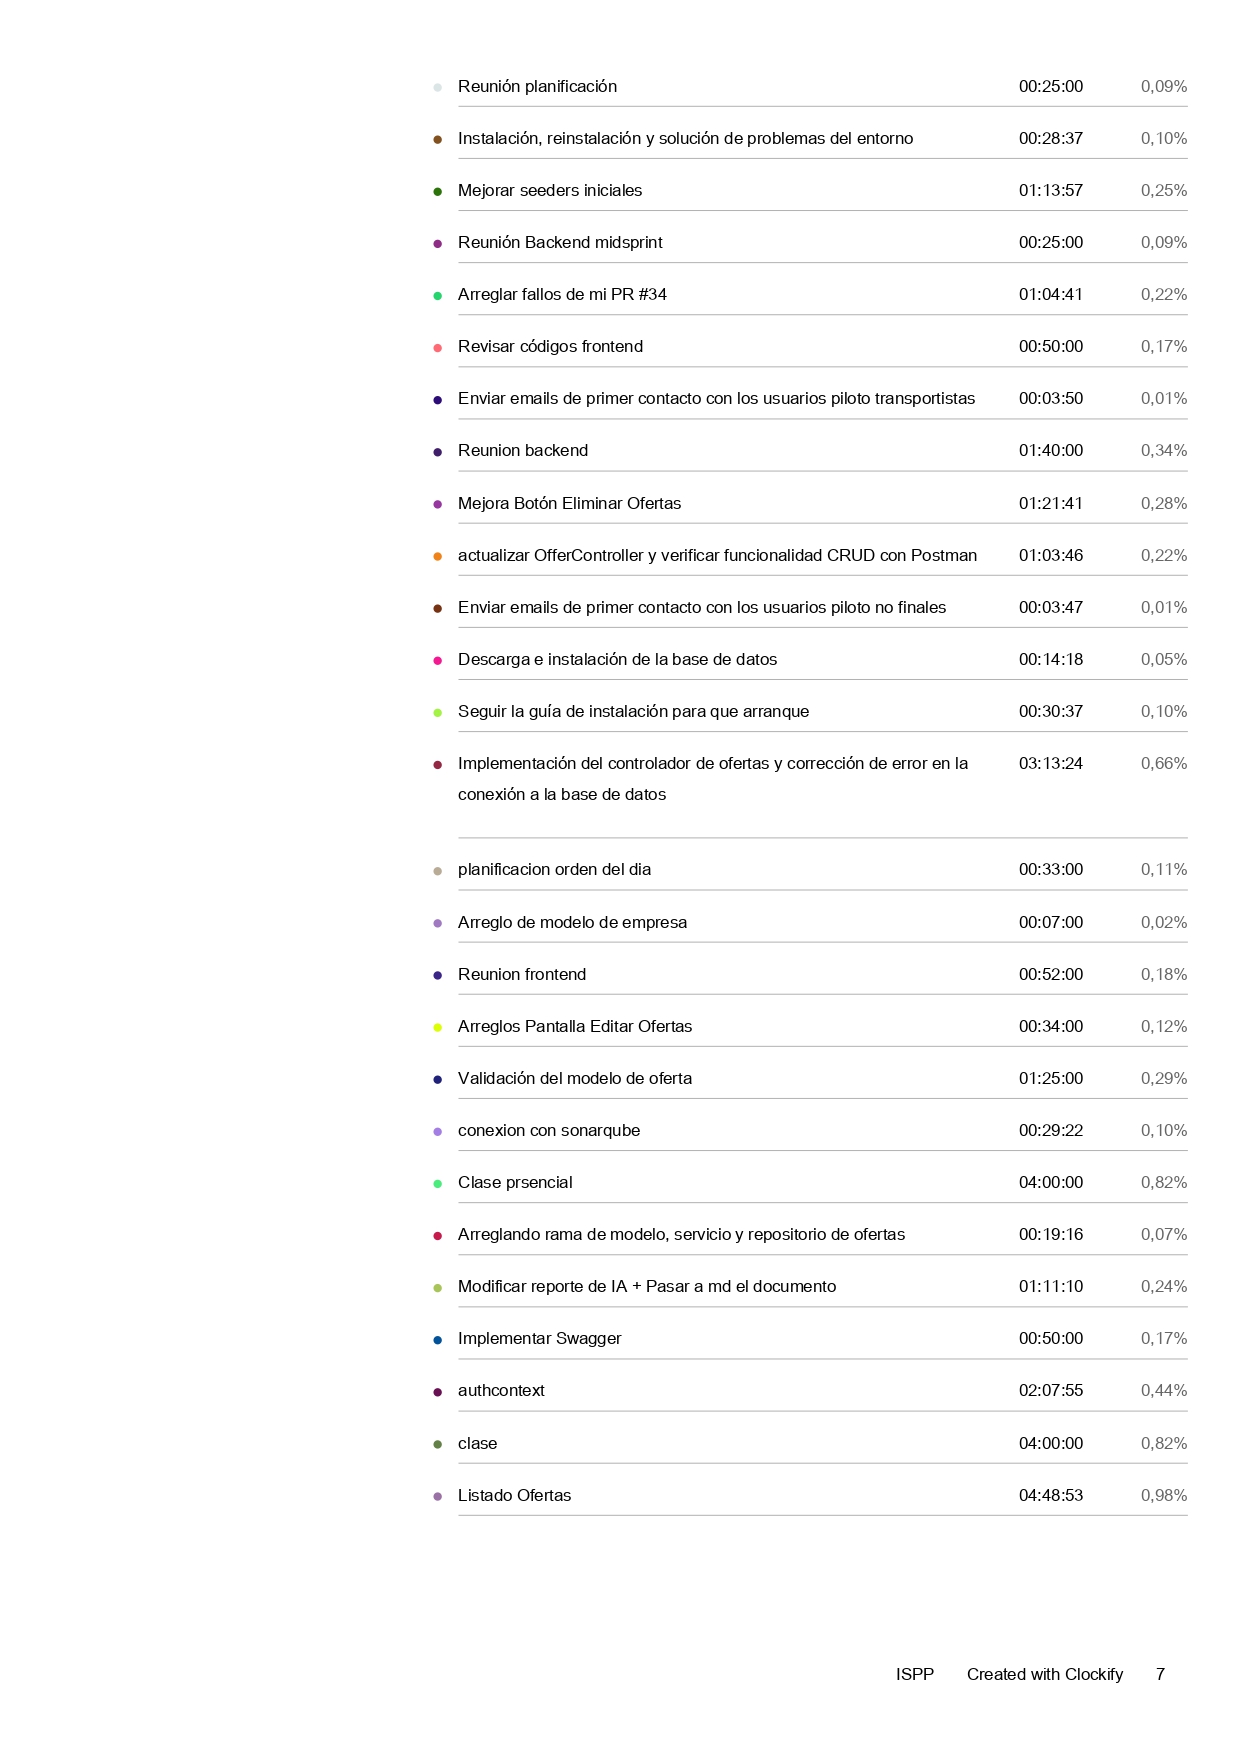 Reunión planificación 00:25:00 0,09%
Instalación, reinstalación y solución de problemas del entorno 00:28:37 0,10%
Mejorar seeders iniciales 01:13:57 0,25%
Reunión Backend midsprint 00:25:00 0,09%
Arreglar fallos de mi PR #34 01:04:41 0,22%
Revisar códigos frontend 00:50:00 0,17%
Enviar emails de primer contacto con los usuarios piloto transportistas 00:03:50 0,01%
Reunion backend 01:40:00 0,34%
Mejora Botón Eliminar Ofertas 01:21:41 0,28%
actualizar OfferController y verificar funcionalidad CRUD con Postman 01:03:46 0,22%
Enviar emails de primer contacto con los usuarios piloto no finales 00:03:47 0,01%
Descarga e instalación de la base de datos 00:14:18 0,05%
Seguir la guía de instalación para que arranque 00:30:37 0,10%
Implementación del controlador de ofertas y corrección de error en la 03:13:24 0,66%
conexión a la base de datos
planificacion orden del dia 00:33:00 0,11%
Arreglo de modelo de empresa 00:07:00 0,02%
Reunion frontend 00:52:00 0,18%
Arreglos Pantalla Editar Ofertas 00:34:00 0,12%
Validación del modelo de oferta 01:25:00 0,29%
conexion con sonarqube 00:29:22 0,10%
Clase prsencial 04:00:00 0,82%
Arreglando rama de modelo, servicio y repositorio de ofertas 00:19:16 0,07%
Modificar reporte de IA + Pasar a md el documento 01:11:10 0,24%
Implementar Swagger 00:50:00 0,17%
authcontext 02:07:55 0,44%
clase 04:00:00 0,82%
Listado Ofertas 04:48:53 0,98%
ISPP Created with Clockify 7